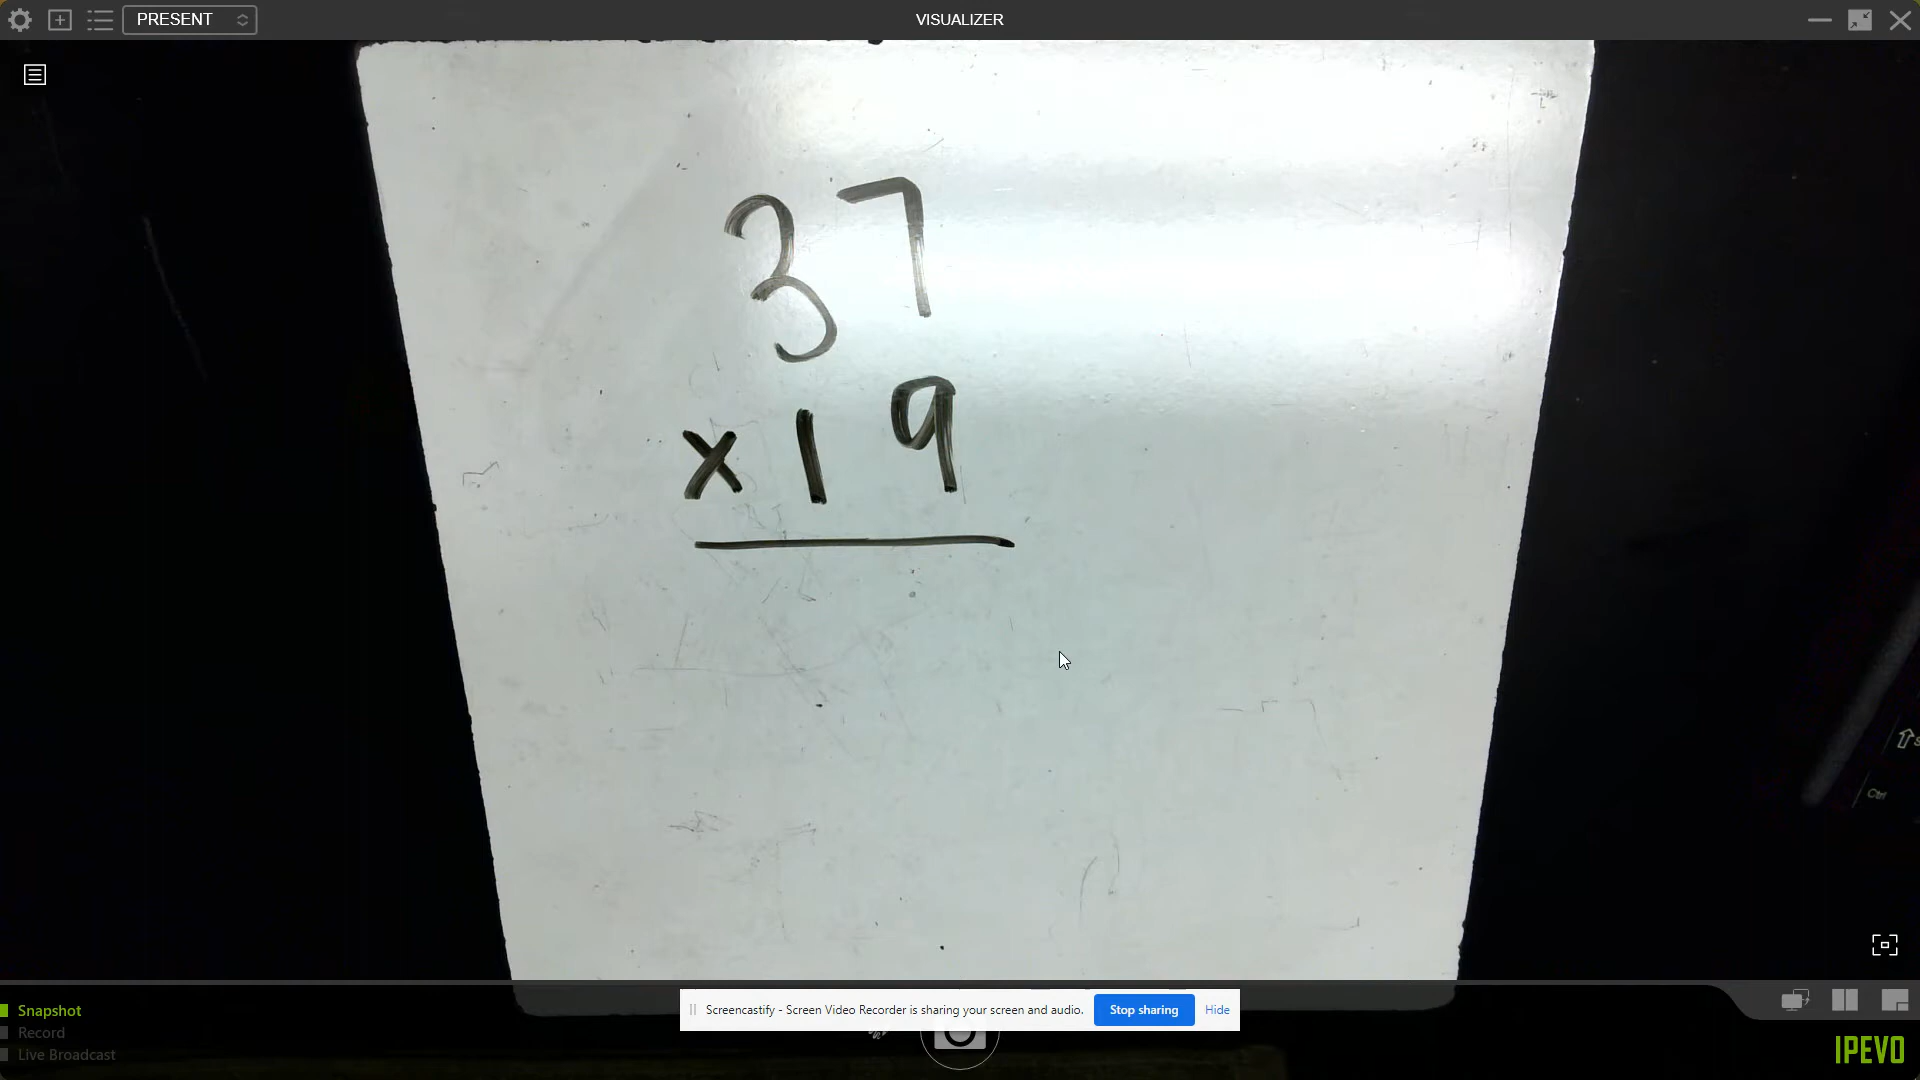 PRESENT
VISUALIZER
37
x19
Screencastify - Screen Video Recorder is sharing your screen and audio.
Stop sharing
Hide
Snapshot
Record
Live Broadcast
Ctrl
IPEVO